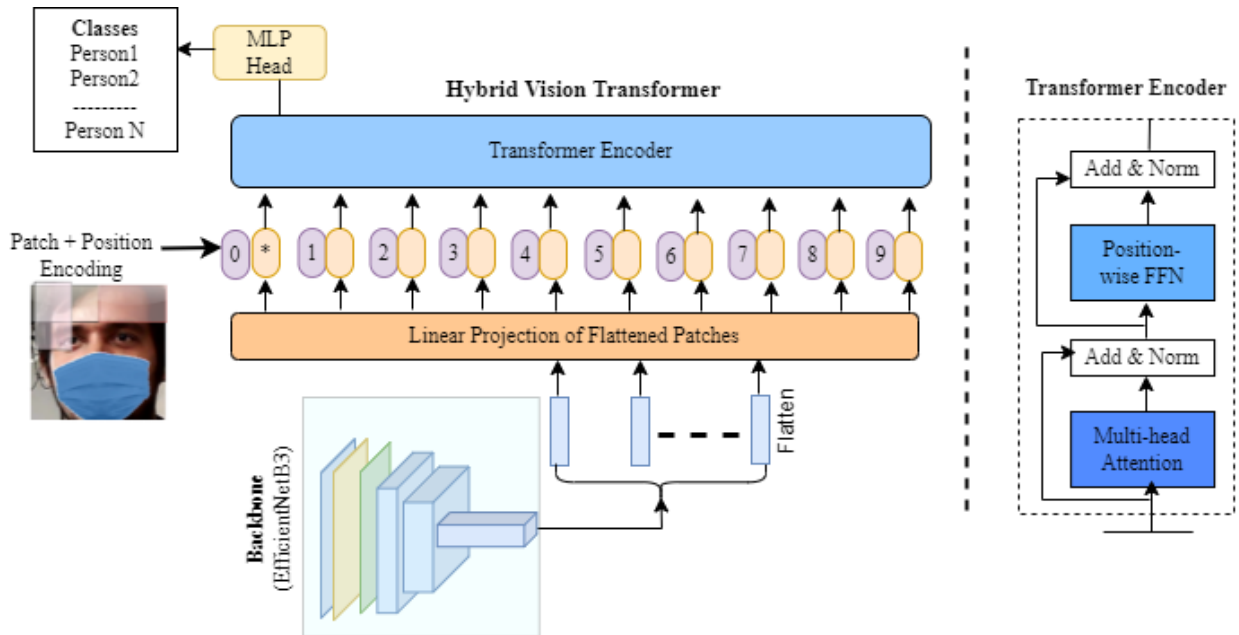 Classes
Person1
Person2
---------
Person N
MLP
Head
Hybrid Vision Transformer
Transformer Encoder
Patch + Position
Encoding
0 * 1 2 3 4 5 6 7 8 9
Linear Projection of Flattened Patches
Flatten
Backbone
(EfficientNetB3)
Transformer Encoder
Add & Norm
Position-
wise FFN
Add & Norm
Multi-head
Attention